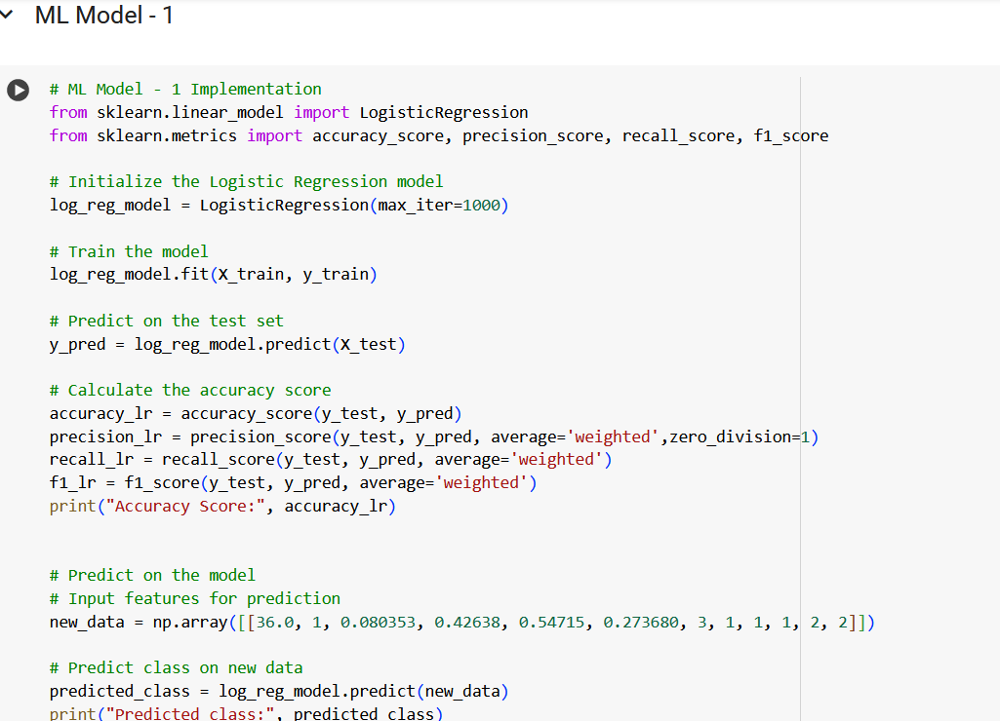 ML Model - 1
# ML Model - 1 Implementation
from sklearn.linear_model import LogisticRegression
from sklearn.metrics import accuracy_score, precision_score, recall_score, f1_score
# Initialize the Logistic Regression model
log_reg_model = LogisticRegression(max_iter=1000)
# Train the model
log_reg_model.fit(X_train, y_train)
# Predict on the test set
y_pred = log_reg_model.predict(X_test)
# Calculate the accuracy score
accuracy_lr = accuracy_score(y_test, y_pred)
precision_lr = precision_score(y_test, y_pred, average='weighted',zero_division=1)
recall_lr = recall_score(y_test, y_pred, average='weighted')
f1_lr = f1_score(y_test, y_pred, average='weighted')
print("Accuracy Score:", accuracy_lr)
# Predict on the model
# Input features for prediction
new_data = np.array([[36.0, 1, 0.080353, 0.42638, 0.54715, 0.273680, 3, 1, 1, 1, 2, 2]])
# Predict class on new data
predicted_class = log_reg_model.predict(new_data)
print("Predicted class:", predicted_class)